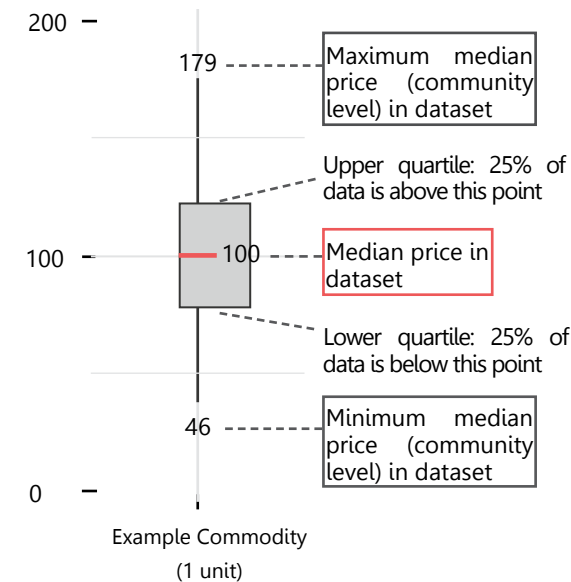 200
179
Maximum median
price (community
level) in dataset
Upper quartile: 25% of
data is above this point
100
100
Median price in
dataset
Lower quartile: 25% of
data is below this point
46
Minimum median
price (community
level) in dataset
0
Example Commodity
(1 unit)